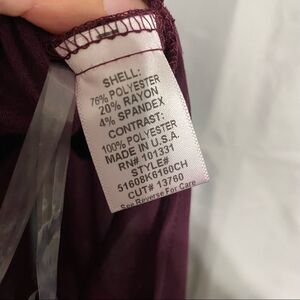 SHELL:
76% POLYESTER
20% RAYON
4% SPANDEX
CONTRAST:
100% POLYESTER
MADE IN U.S.A.
RN# 101331
STYLE#
51608K6160CH
CUT# 13760
See Reverse For Care